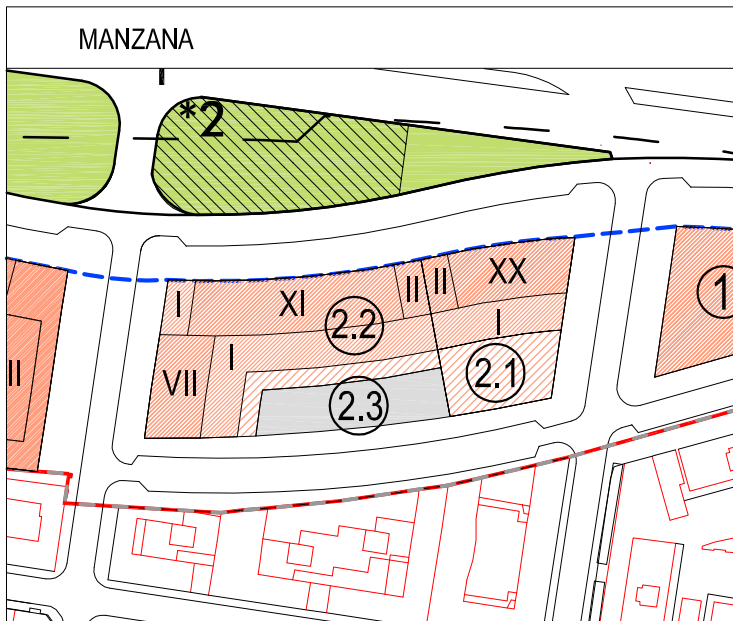 MANZANA
*2
I XI II II XX
2.2 I 1
II VII I 2.1
2.3